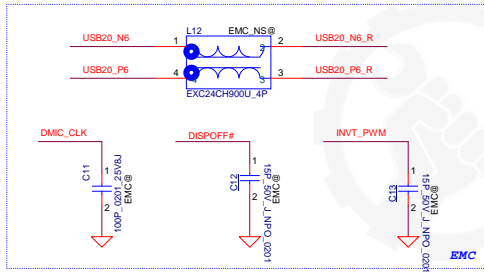 L12 EMC_NS@
USB20_N6 1 2 USB20_N6_R
USB20_P6 4 3 USB20_P6_R
EXC24CH900U_4P
DMIC_CLK DISPOFF# INVT_PWM
C11 1 2 100P_0201_25V8J EMC@
C12 1 2 15P_50V_J_NPO_0201 EMC@
C13 1 2 15P_50V_J_NPO_0201 EMC@
EMC